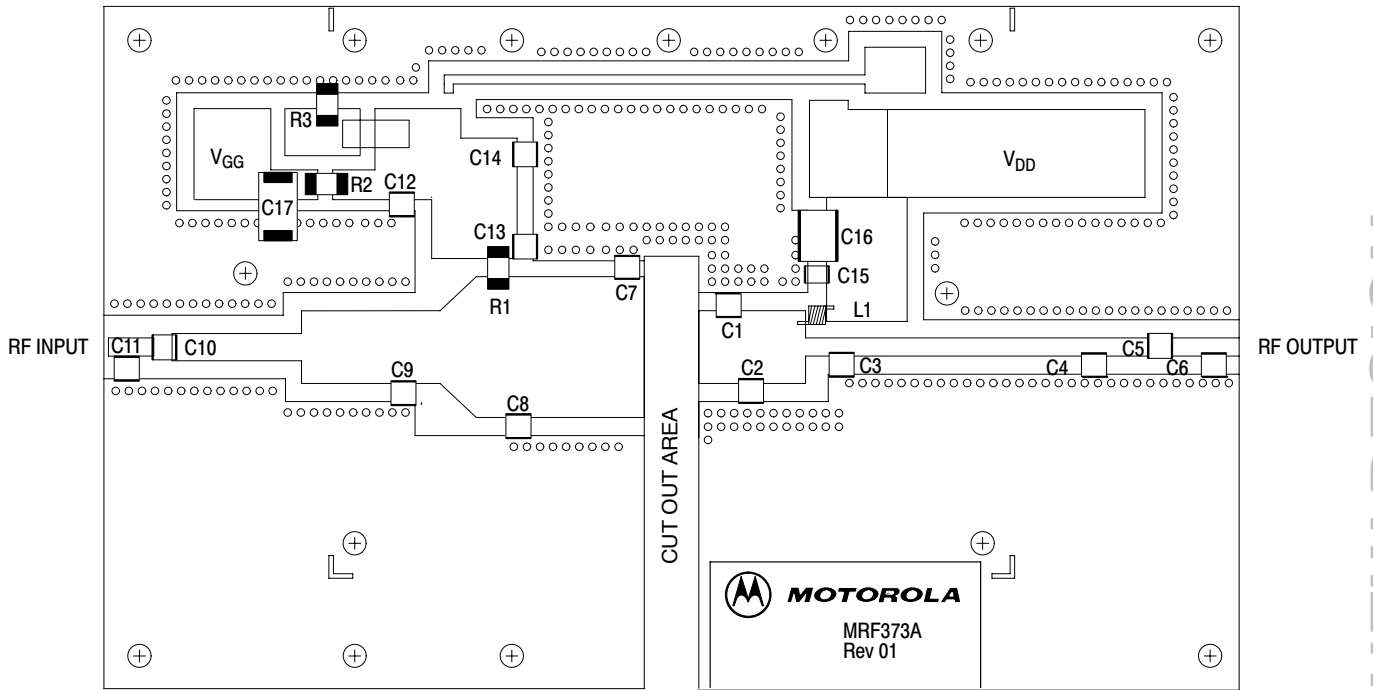 R3
C14
VGG
VDD
R2
C12
C17
C13
C16
C7
C15
R1
C1
L1
RF INPUT
C11
C10
C5
RF OUTPUT
C9
C2
C3
C4
C6
C8
CUT OUT AREA
MOTOROLA
MRF373A
Rev 01